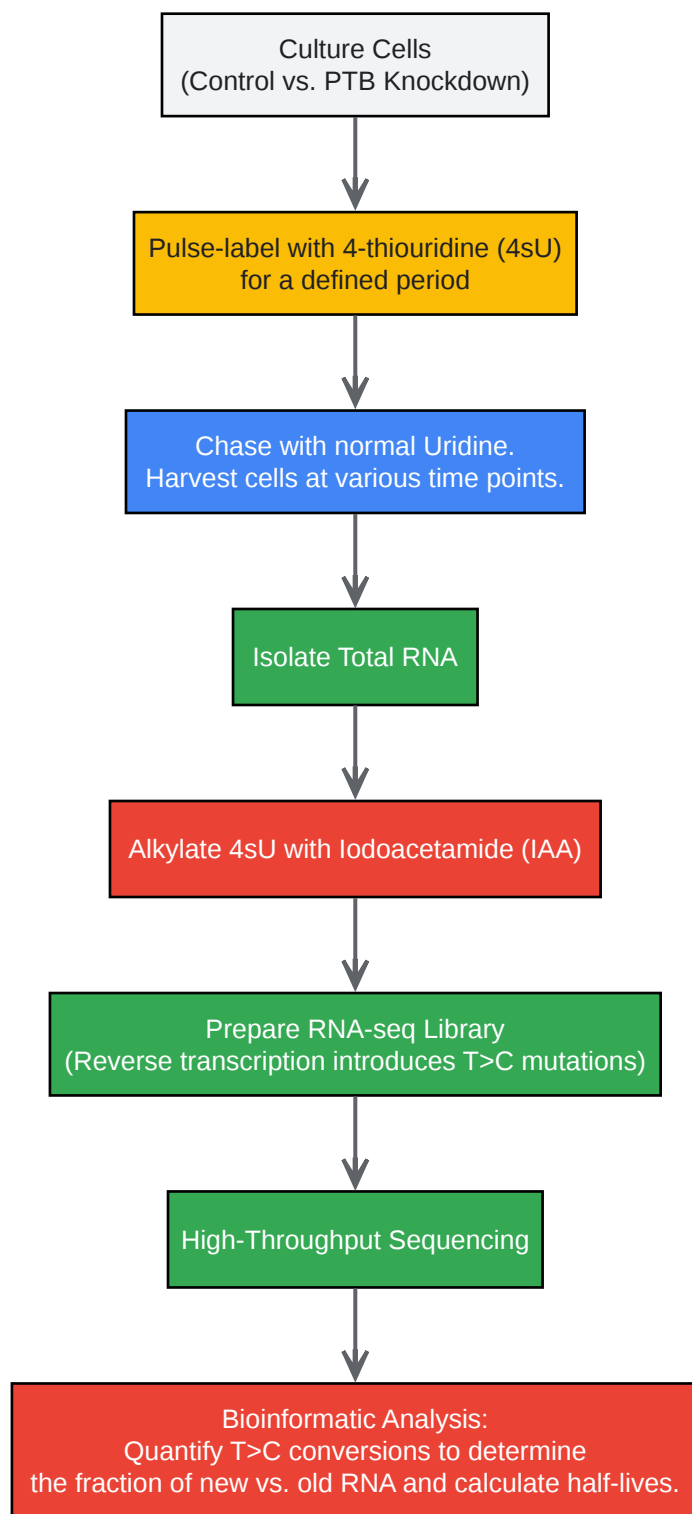 Culture Cells
(Control vs. PTB Knockdown)
Pulse-label with 4-thiouridine (4sU)
for a defined period
Chase with normal Uridine.
Harvest cells at various time points.
Isolate Total RNA
Alkylate 4sU with Iodoacetamide (IAA)
Prepare RNA-seq Library
(Reverse transcription introduces T>C mutations)
High-Throughput Sequencing
Bioinformatic Analysis:
Quantify T>C conversions to determine
the fraction of new vs. old RNA and calculate half-lives.